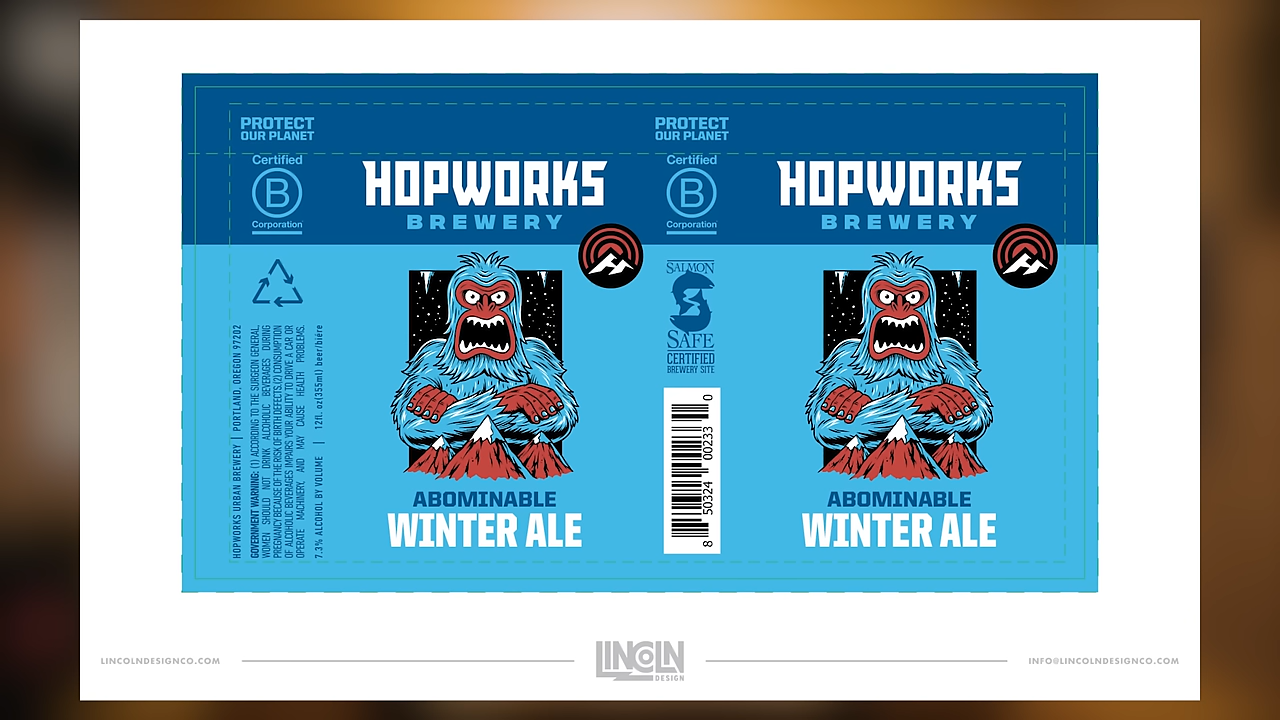 PROTECT
OUR PLANET
Certified
B
Corporation
HOPWORKS
BREWERY
HOPWORKS URBAN BREWERY | PORTLAND, OREGON 97202
GOVERNMENT WARNING: (1) ACCORDING TO THE SURGEON GENERAL,
WOMEN SHOULD NOT DRINK ALCOHOLIC BEVERAGES DURING
PREGNANCY BECAUSE OF THE RISK OF BIRTH DEFECTS (2) CONSUMPTION
OF ALCOHOLIC BEVERAGES IMPAIRS YOUR ABILITY TO DRIVE A CAR OR
OPERATE MACHINERY, AND MAY CAUSE HEALTH PROBLEMS.
7.3% ALCOHOL BY VOLUME | 12fl. oz(355ml) beer/bière
ABOMINABLE
WINTER ALE
PROTECT
OUR PLANET
Certified
B
Corporation
SALMON
SAFE
CERTIFIED
BREWERY SITE
8 50324 00233 0
HOPWORKS
BREWERY
ABOMINABLE
WINTER ALE
LINCOLNDESIGNCO.COM
LINCOLN
DESIGN
INFO@LINCOLNDESIGNCO.COM